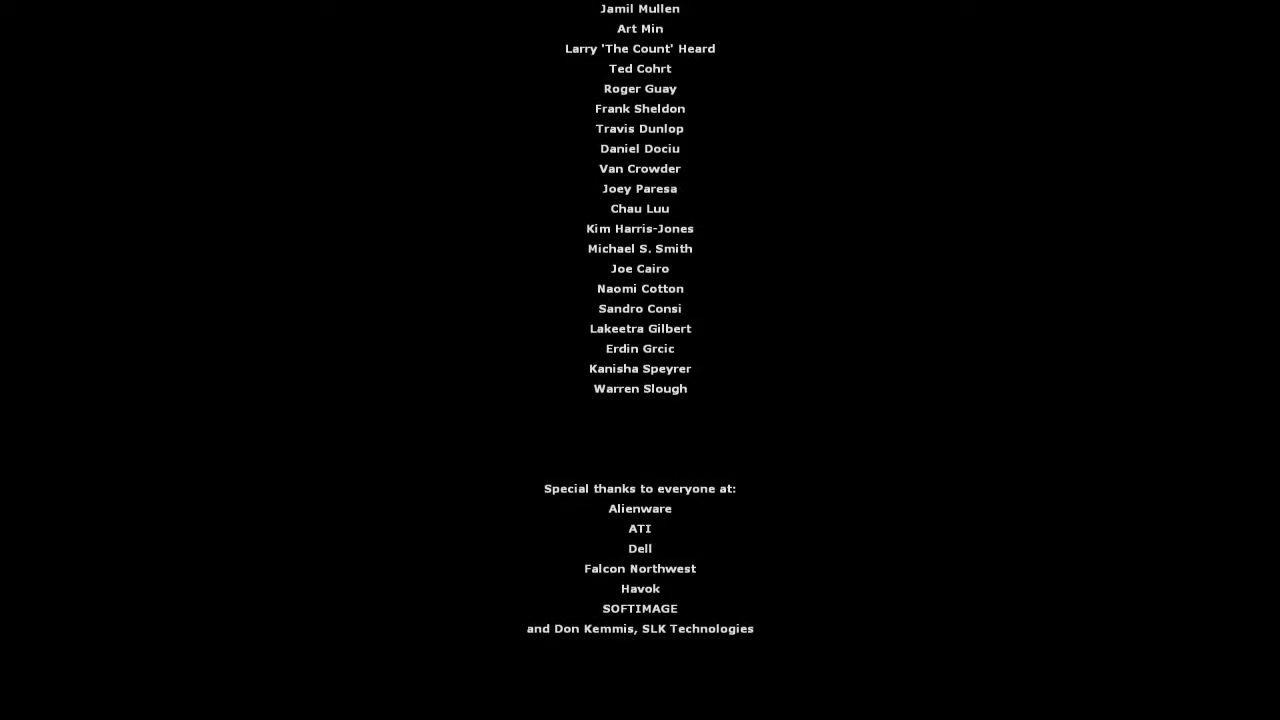 Jamil Mullen
Art Min
Larry 'The Count' Heard
Ted Cohrt
Roger Guay
Frank Sheldon
Travis Dunlop
Daniel Dociu
Van Crowder
Joey Paresa
Chau Luu
Kim Harris-Jones
Michael S. Smith
Joe Cairo
Naomi Cotton
Sandro Consi
Lakeetra Gilbert
Erdin Grcic
Kanisha Speyrer
Warren Slough
Special thanks to everyone at:
Alienware
ATI
Dell
Falcon Northwest
Havok
SOFTIMAGE
and Don Kemmis, SLK Technologies